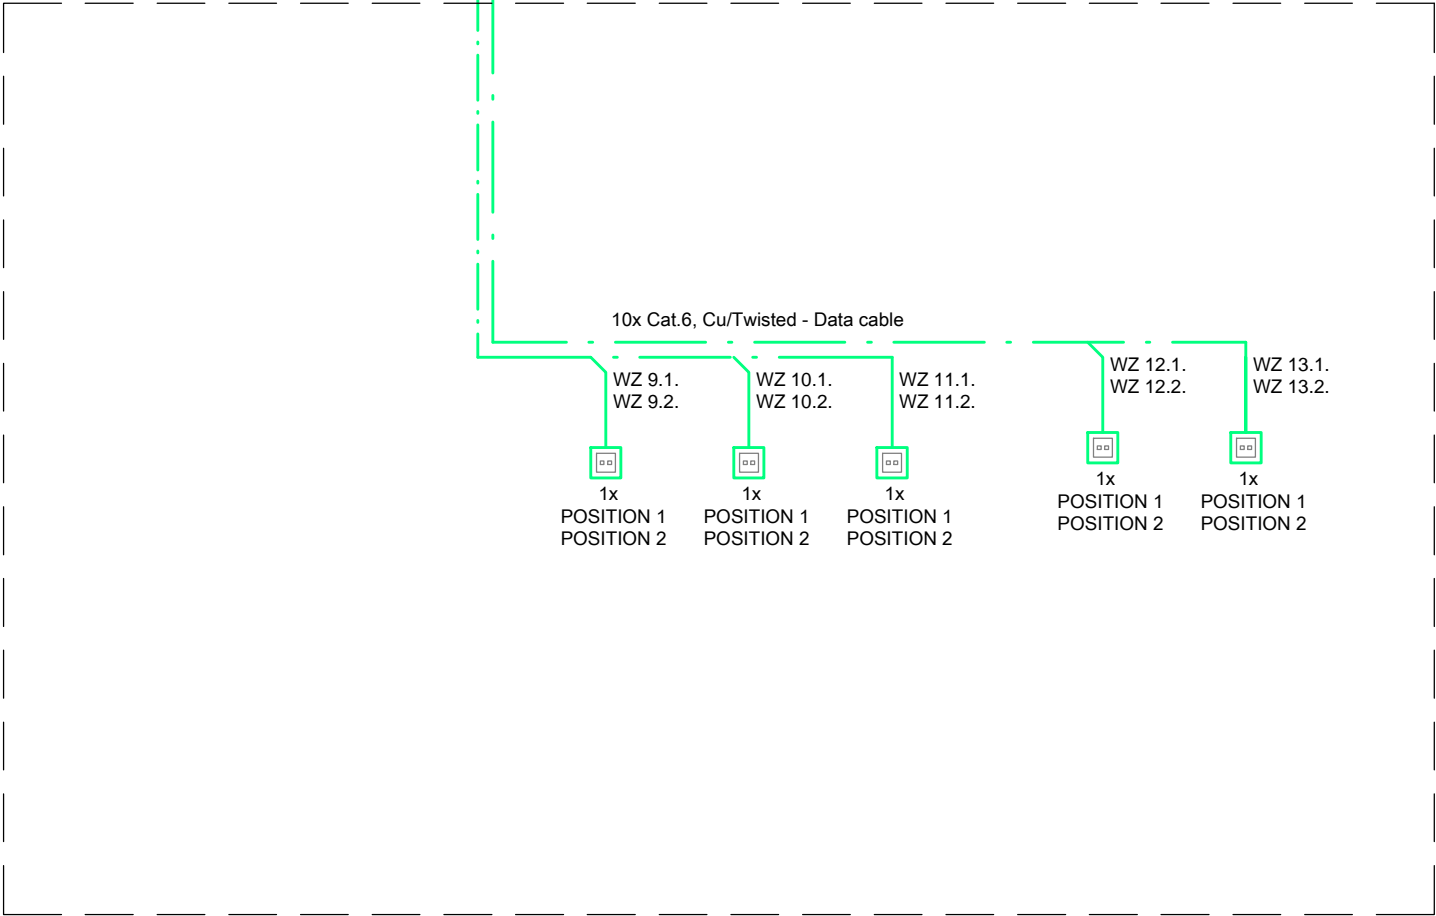 10x Cat.6, Cu/Twisted - Data cable
WZ 9.1.
WZ 9.2.
WZ 10.1.
WZ 10.2.
WZ 11.1.
WZ 11.2.
WZ 12.1.
WZ 12.2.
WZ 13.1.
WZ 13.2.
1x
POSITION 1
POSITION 2
1x
POSITION 1
POSITION 2
1x
POSITION 1
POSITION 2
1x
POSITION 1
POSITION 2
1x
POSITION 1
POSITION 2